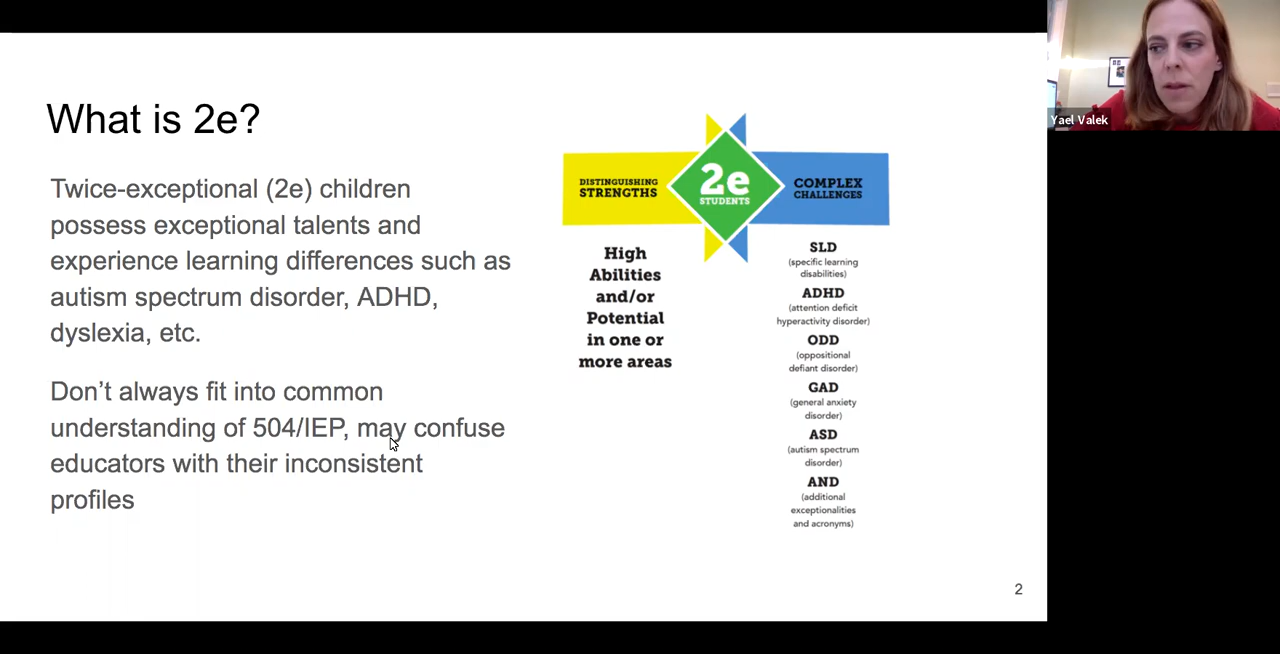 What is 2e?
Twice-exceptional (2e) children
possess exceptional talents and
experience learning differences such as
autism spectrum disorder, ADHD,
dyslexia, etc.
Don’t always fit into common
understanding of 504/IEP, may confuse
educators with their inconsistent
profiles
DISTINGUISHING
STRENGTHS
2e
STUDENTS
COMPLEX
CHALLENGES
High
Abilities
and/or
Potential
in one or
more areas
SLD
(specific learning
disabilities)
ADHD
(attention deficit
hyperactivity disorder)
ODD
(oppositional
defiant disorder)
GAD
(general anxiety
disorder)
ASD
(autism spectrum
disorder)
AND
(additional
exceptionalities
and acronyms)
2
Yael Valek